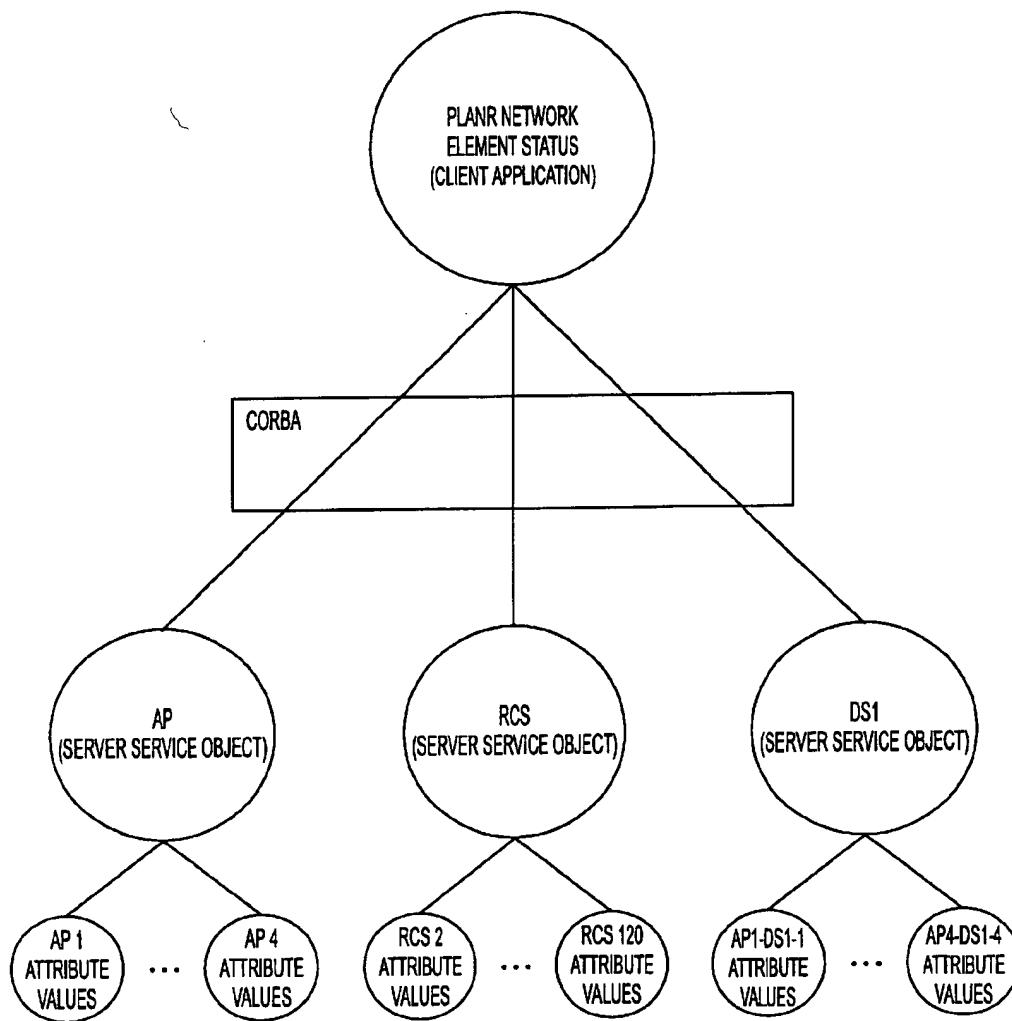 PLANR NETWORK
ELEMENT STATUS
(CLIENT APPLICATION)
CORBA
AP
(SERVER SERVICE OBJECT)
RCS
(SERVER SERVICE OBJECT)
DS1
(SERVER SERVICE OBJECT)
AP 1
ATTRIBUTE
VALUES
...
AP 4
ATTRIBUTE
VALUES
RCS 2
ATTRIBUTE
VALUES
...
RCS 120
ATTRIBUTE
VALUES
AP1-DS1-1
ATTRIBUTE
VALUES
...
AP4-DS1-4
ATTRIBUTE
VALUES